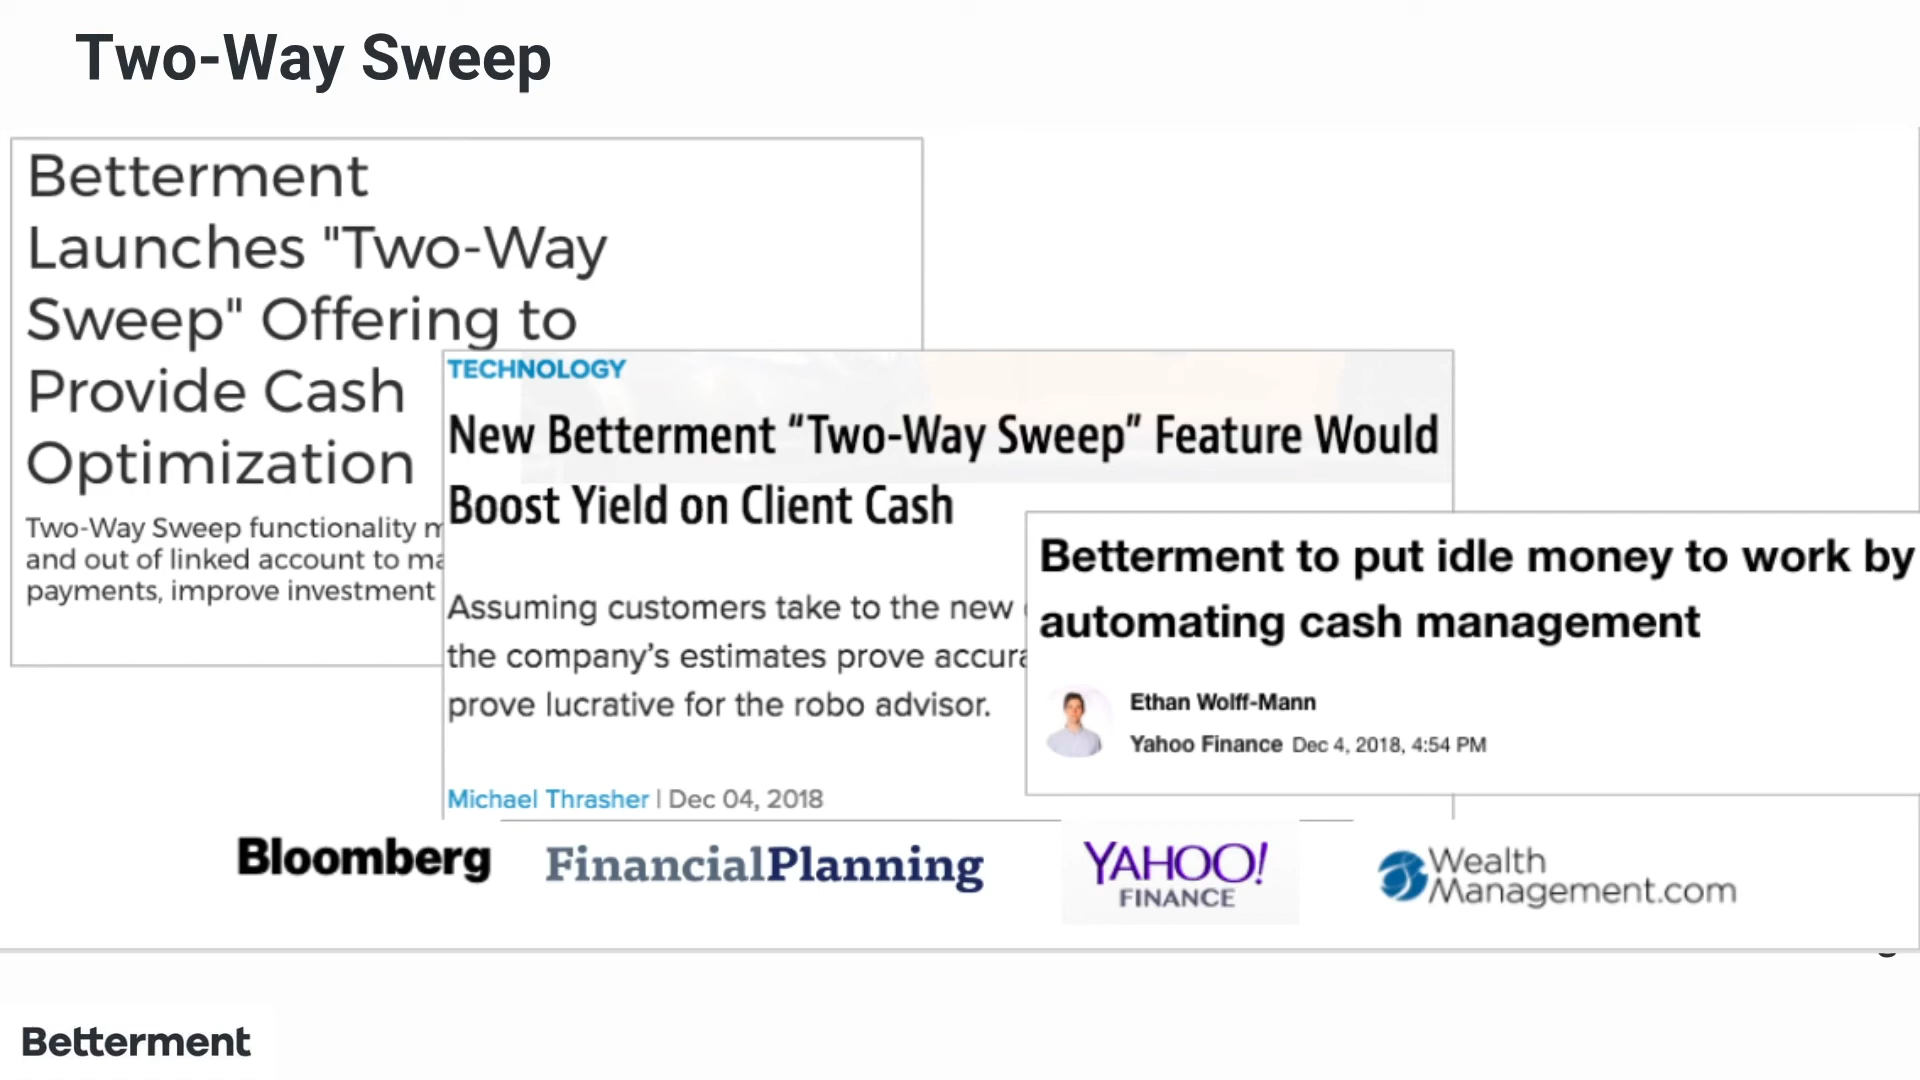 Two-Way Sweep
Betterment
Launches "Two-Way
Sweep" Offering to
Provide Cash
Optimization
Two-Way Sweep functionality
and out of linked account to
payments, improve investment
TECHNOLOGY
New Betterment “Two-Way Sweep” Feature Would
Boost Yield on Client Cash
Assuming customers take to the new
the company’s estimates prove
prove lucrative for the robo advisor.
Michael Thrasher | Dec 04, 2018
Betterment to put idle money to work by
automating cash management
Ethan Wolff-Mann
Yahoo Finance Dec 4, 2018, 4:54 PM
Bloomberg
FinancialPlanning
YAHOO!
FINANCE
Wealth
Management.com
Betterment